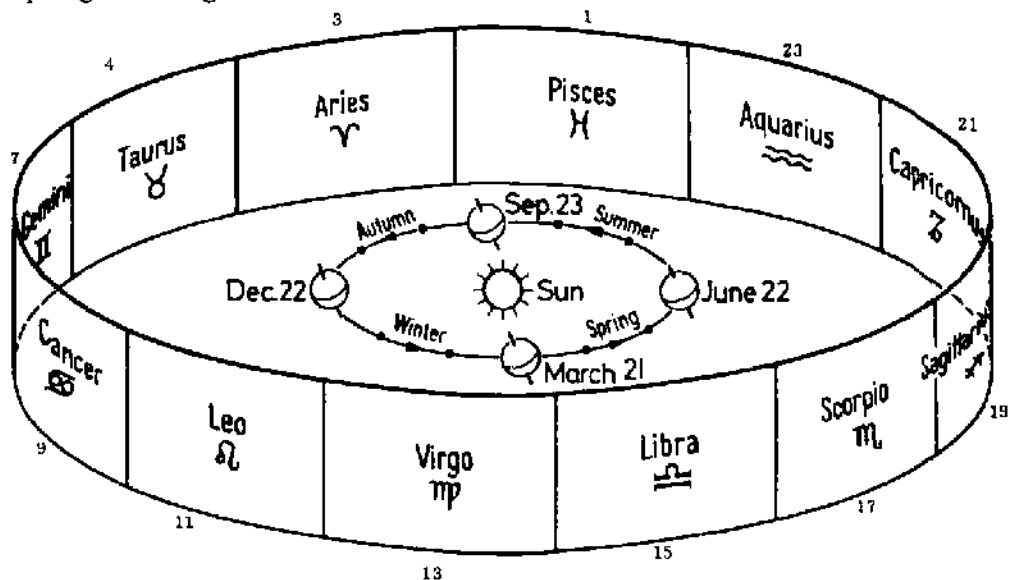 3
1
4
23
7
21
Aries
♈
Pisces
♓
Taurus
♉
Aquarius
♒
Capricornus
♑
Gemini
♊
Autumn
Sep.23
Summer
Dec.22
Sun
June 22
Winter
Spring
March 21
Cancer
♋
Leo
♌
Virgo
♍
Libra
♎
Scorpio
♏
Sagittarius
♐
9
11
13
15
17
19